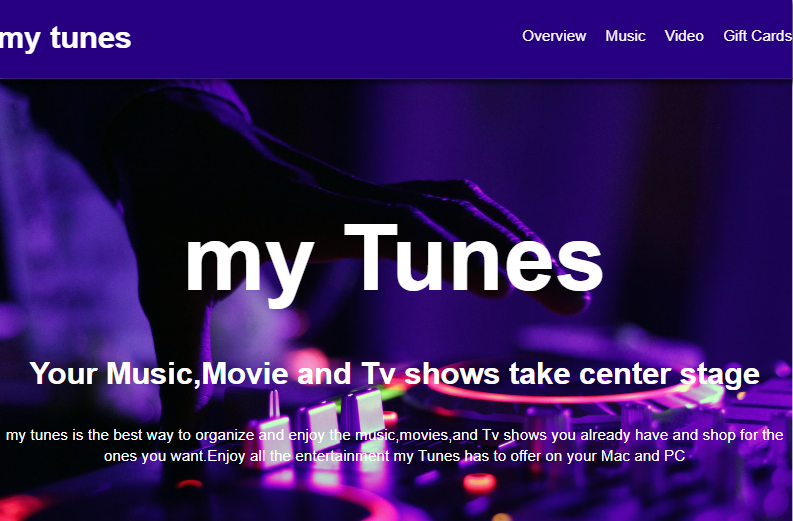 my tunes
Overview Music Video Gift Cards
my Tunes
Your Music,Movie and Tv shows take center stage
my tunes is the best way to organize and enjoy the music,movies,and Tv shows you already have and shop for the
ones you want.Enjoy all the entertainment my Tunes has to offer on your Mac and PC